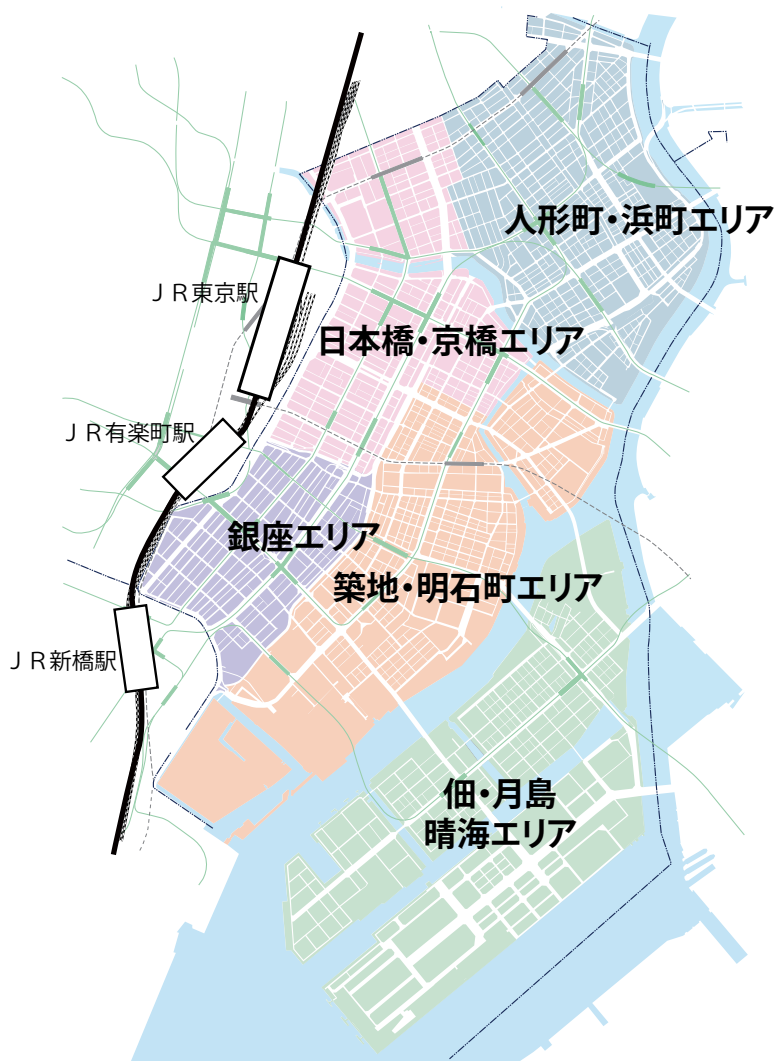 人形町・浜町エリア
ＪＲ東京駅
日本橋・京橋エリア
ＪＲ有楽町駅
銀座エリア
築地・明石町エリア
ＪＲ新橋駅
佃・月島
晴海エリア